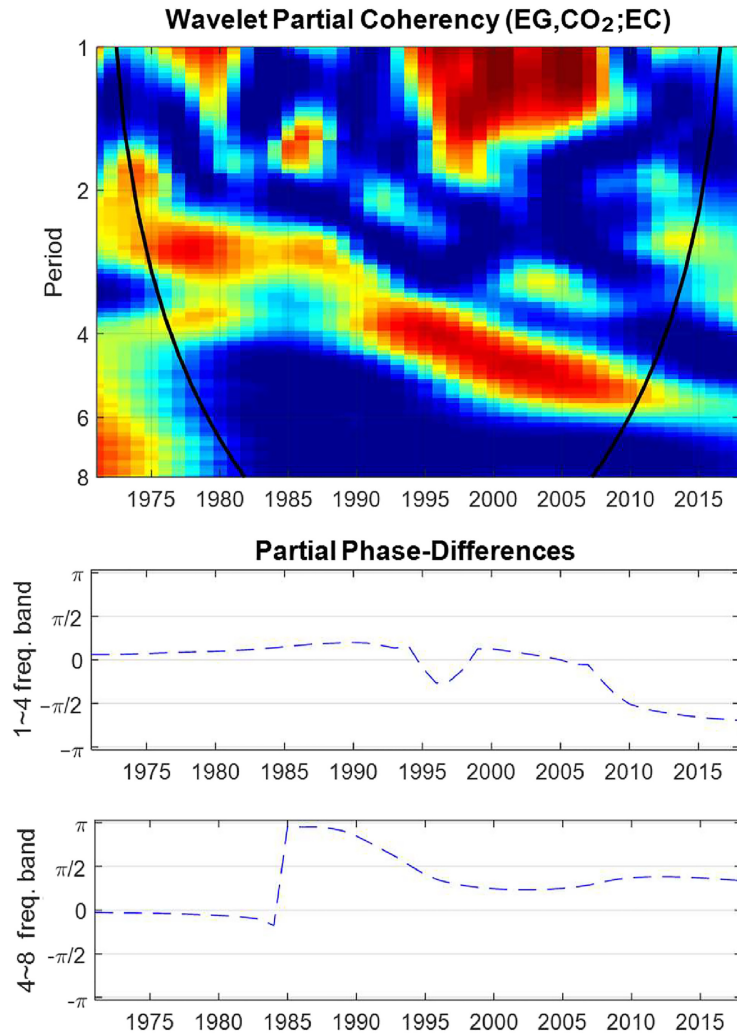 Wavelet Partial Coherency (EG,CO₂;EC)
1
2
4
6
8
Period
1975 1980 1985 1990 1995 2000 2005 2010 2015
Partial Phase-Differences
π
π/2
0
−π/2
−π
1~4 freq. band
1975 1980 1985 1990 1995 2000 2005 2010 2015
π
π/2
0
-π/2
-π
4~8 freq. band
1975 1980 1985 1990 1995 2000 2005 2010 2015